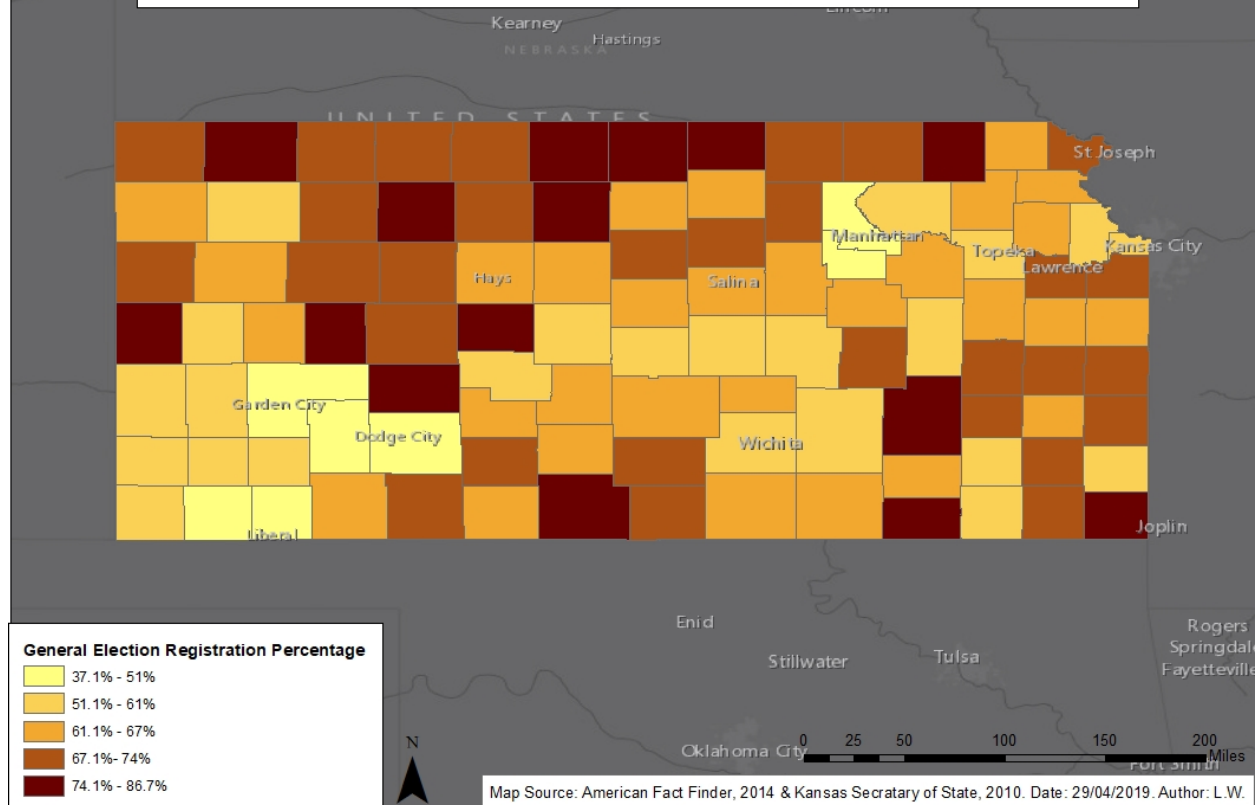 Lincoln
Kearney
Hastings
NEBRASKA
UNITED STATES
St Joseph
Manhattan
Topeka
Kansas City
Lawrence
Hays
Salina
Garden City
Dodge City
Wichita
Liberal
Joplin
Enid
Stillwater
Tulsa
Rogers
Springdale
Fayetteville
Oklahoma City
Fort Smith
General Election Registration Percentage
37.1% - 51%
51.1% - 61%
61.1% - 67%
67.1%- 74%
74.1% - 86.7%
N
0 25 50 100 150 200
Miles
Map Source: American Fact Finder, 2014 & Kansas Secratary of State, 2010. Date: 29/04/2019. Author: L.W.